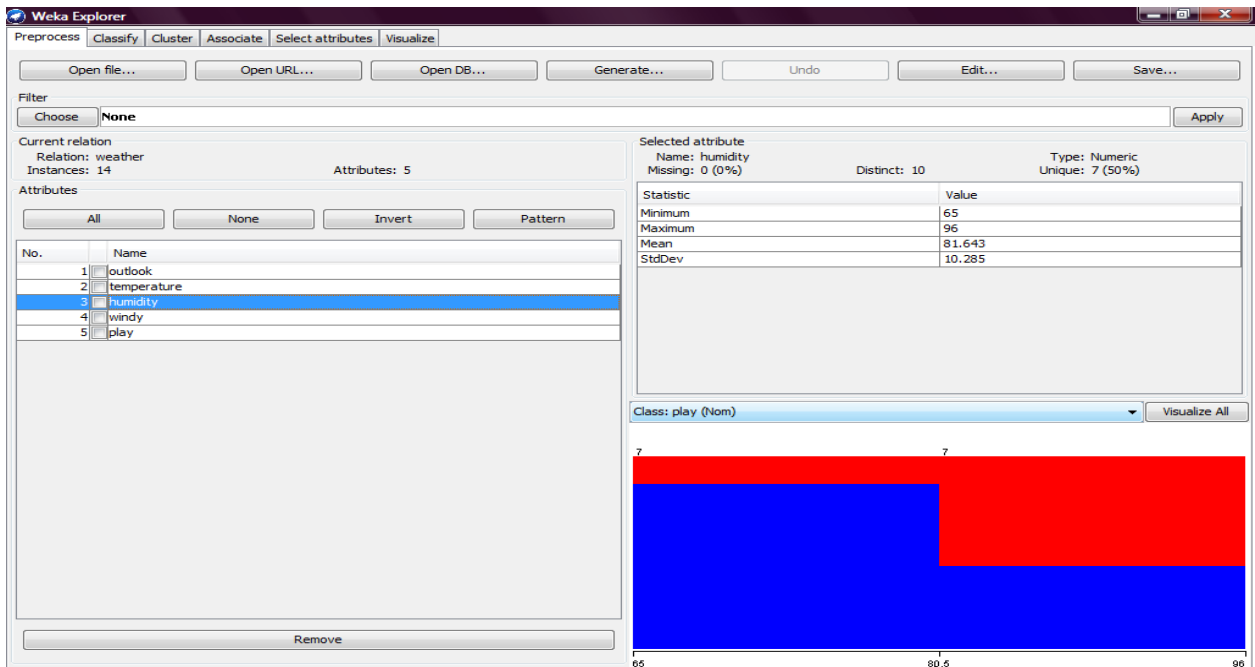 Weka Explorer
Preprocess Classify Cluster Associate Select attributes Visualize
Open file... Open URL... Open DB... Generate... Undo Edit... Save...
Filter
Choose None Apply
Current relation
Relation: weather
Instances: 14 Attributes: 5
Attributes
All None Invert Pattern
No. Name
1 outlook
2 temperature
3 humidity
4 windy
5 play
Remove
Selected attribute
Name: humidity Type: Numeric
Missing: 0 (0%) Distinct: 10 Unique: 7 (50%)
Statistic Value
Minimum 65
Maximum 96
Mean 81.643
StdDev 10.285
Class: play (Nom) Visualize All
7 7
65 80.5 96